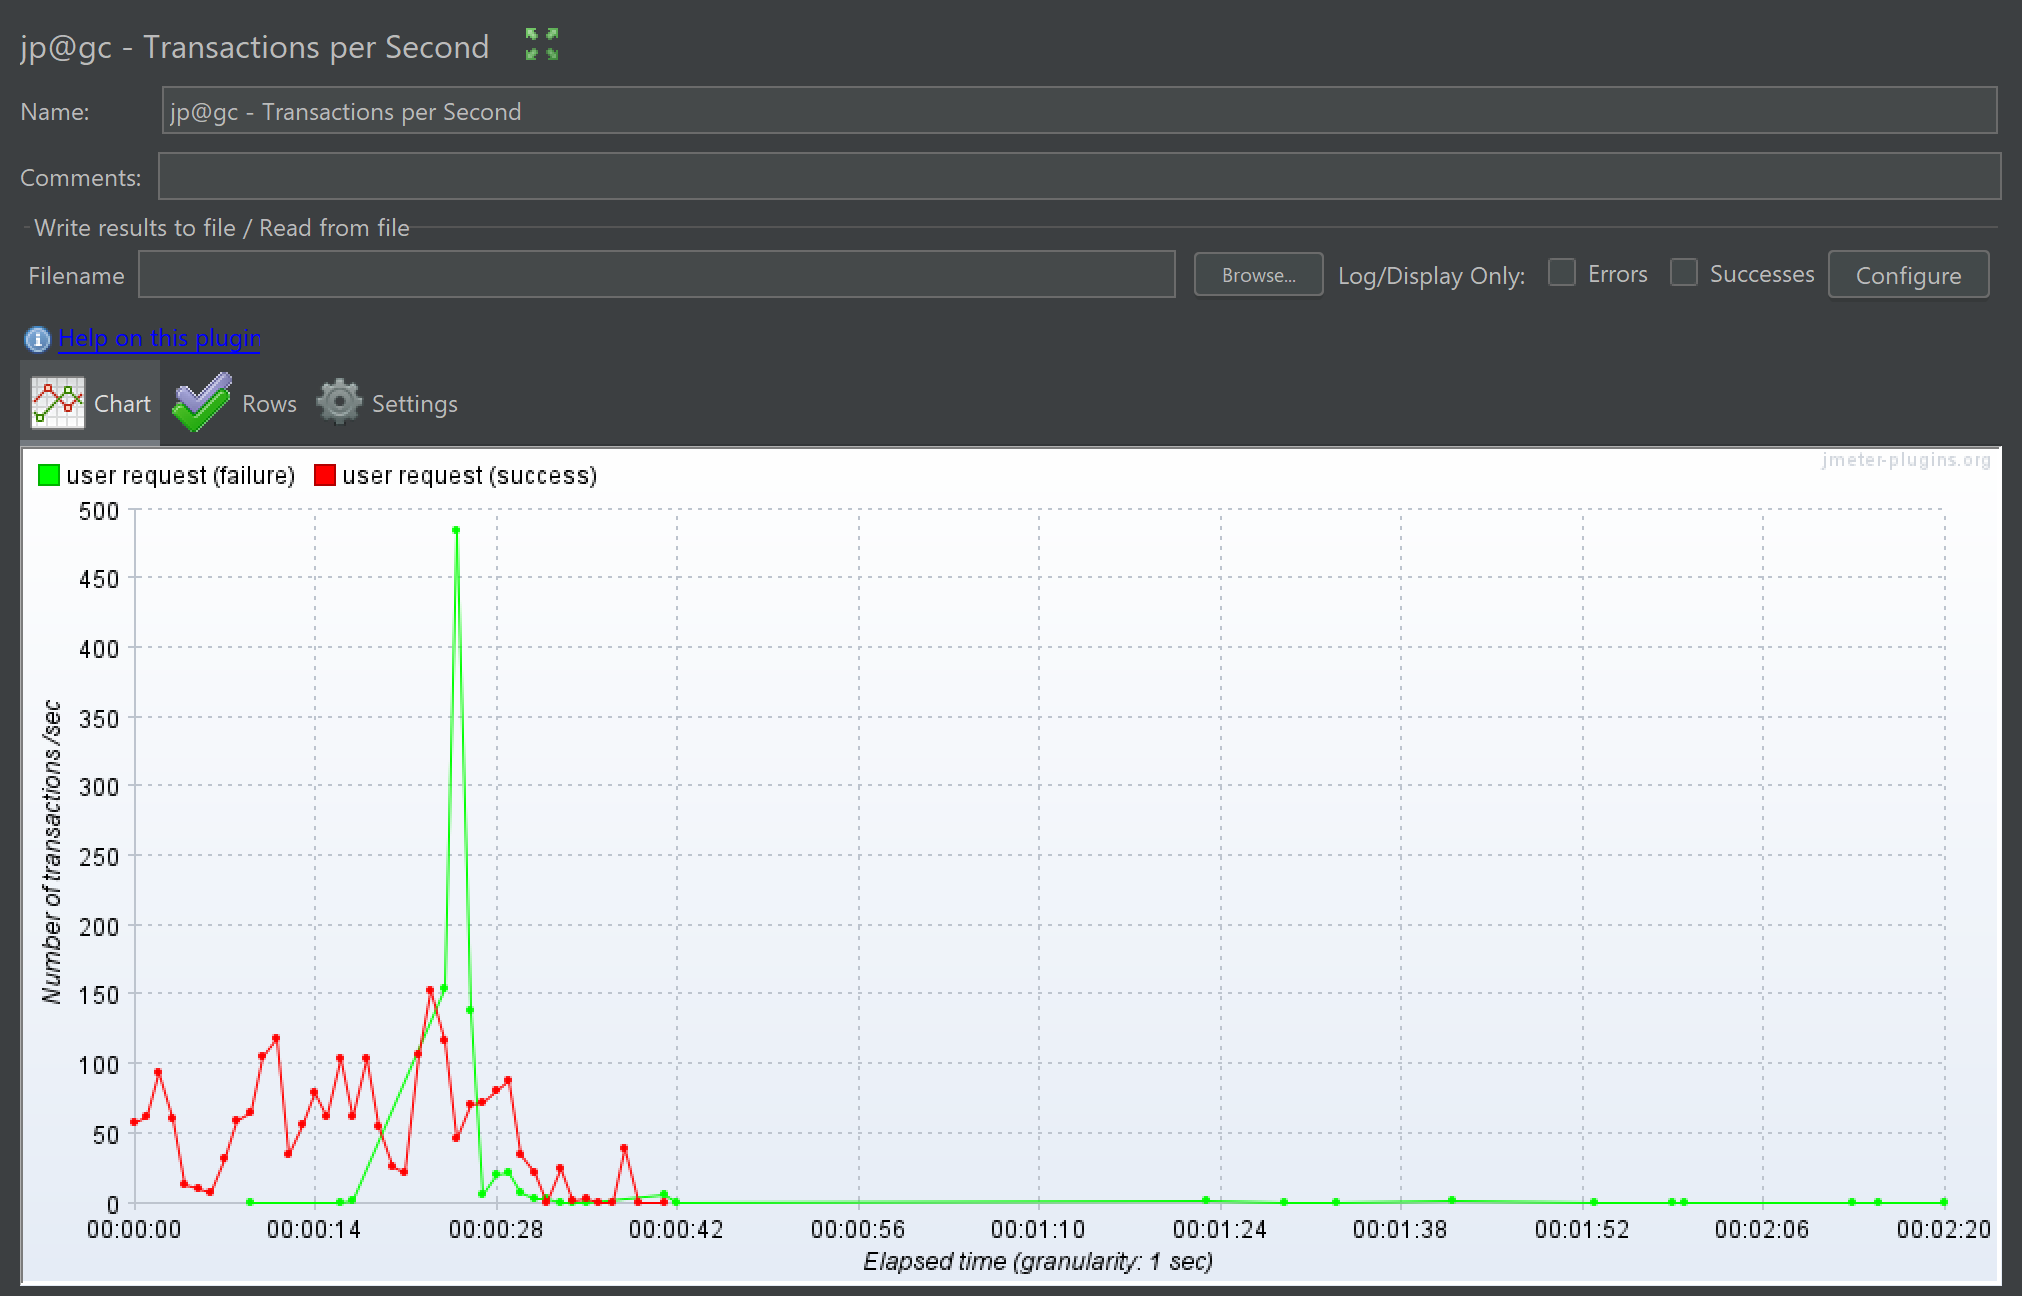 jp@gc - Transactions per Second
Name: jp@gc - Transactions per Second
Comments:
Write results to file / Read from file
Filename Browse... Log/Display Only: Errors Successes Configure
Help on this plugin
Chart Rows Settings
user request (failure) user request (success) jmeter-plugins.org
500
450
400
350
300
250
200
150
100
50
0
Number of transactions /sec
00:00:00 00:00:14 00:00:28 00:00:42 00:00:56 00:01:10 00:01:24 00:01:38 00:01:52 00:02:06 00:02:20
Elapsed time (granularity: 1 sec)